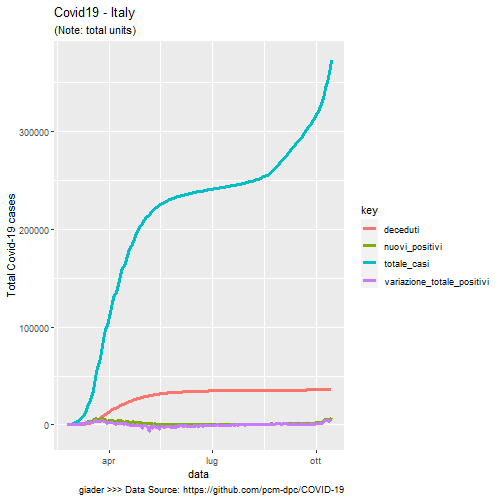 Covid19 - Italy
(Note: total units)
Total Covid-19 cases
300000
200000
100000
0
apr
lug
ott
data
key
deceduti
nuovi_positivi
totale_casi
variazione_totale_positivi
giader >>> Data Source: https://github.com/pcm-dpc/COVID-19